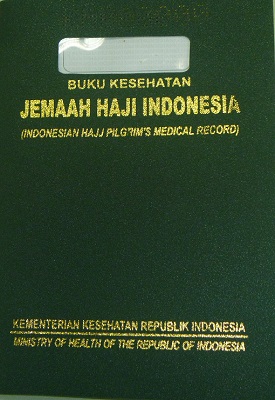 BUKU KESEHATAN
JEMAAH HAJI INDONESIA
(INDONESIAN HAJJ PILGRIM'S MEDICAL RECORD)
KEMENTERIAN KESEHATAN REPUBLIK INDONESIA
MINISTRY OF HEALTH OF THE REPUBLIC OF INDONESIA